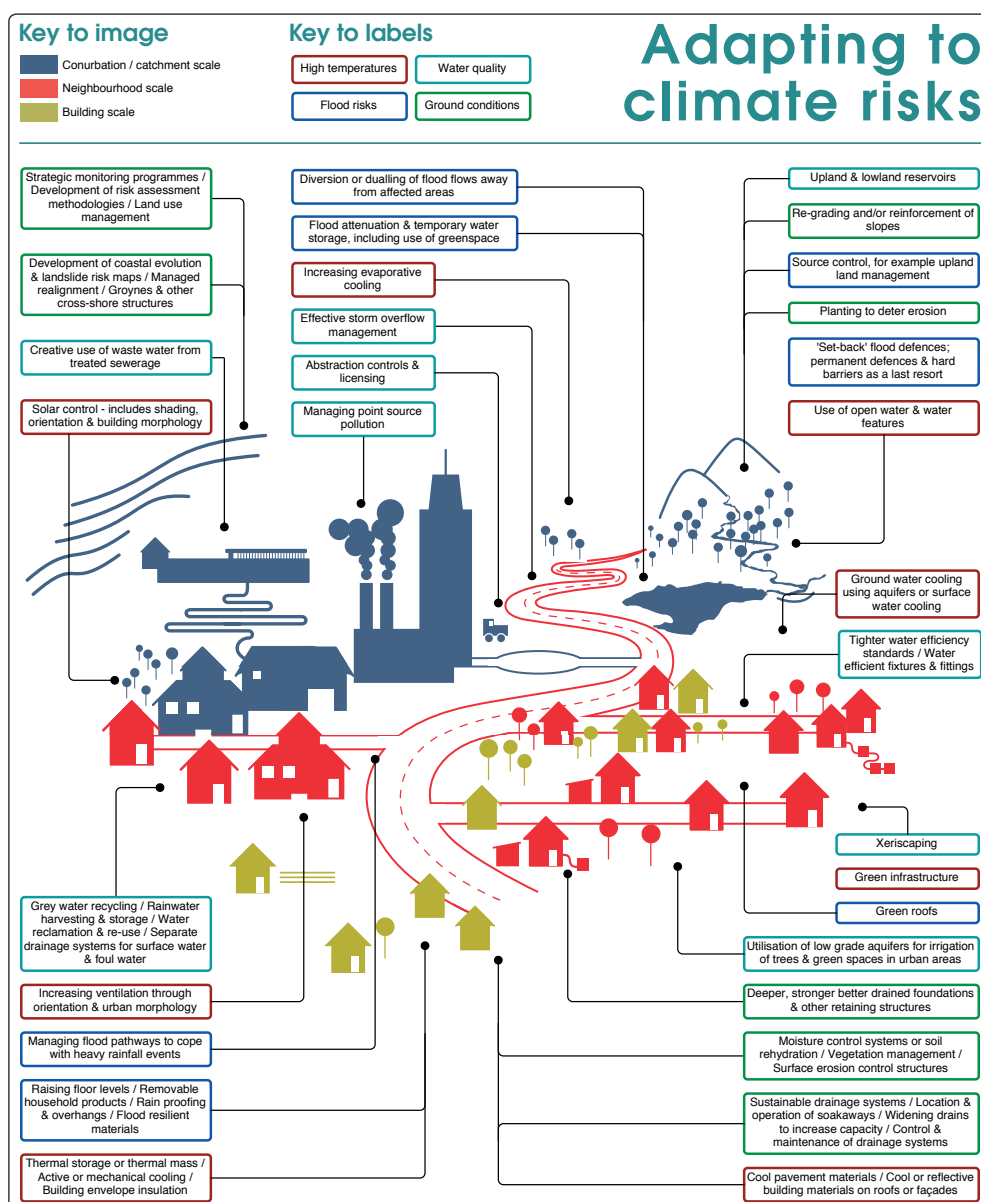 Key to image
Conurbation / catchment scale
Neighbourhood scale
Building scale
Key to labels
High temperatures
Water quality
Flood risks
Ground conditions
Adapting to
climate risks
Strategic monitoring programmes /
Development of risk assessment
methodologies / Land use
management
Development of coastal evolution
& landslide risk maps / Managed
realignment / Groynes & other
cross-shore structures
Creative use of waste water from
treated sewerage
Solar control - includes shading,
orientation & building morphology
Diversion or dualling of flood flows away
from affected areas
Flood attenuation & temporary water
storage, including use of greenspace
Increasing evaporative
cooling
Effective storm overflow
management
Abstraction controls &
licensing
Managing point source
pollution
Upland & lowland reservoirs
Re-grading and/or reinforcement of
slopes
Source control, for example upland
land management
Planting to deter erosion
'Set-back' flood defences;
permanent defences & hard
barriers as a last resort
Use of open water & water
features
Ground water cooling
using aquifers or surface
water cooling
Tighter water efficiency
standards / Water
efficient fixtures & fittings
Xeriscaping
Green infrastructure
Green roofs
Utilisation of low grade aquifers for irrigation
of trees & green spaces in urban areas
Deeper, stronger better drained foundations
& other retaining structures
Moisture control systems or soil
rehydration / Vegetation management /
Surface erosion control structures
Sustainable drainage systems / Location &
operation of soakaways / Widening drains
to increase capacity / Control &
maintenance of drainage systems
Cool pavement materials / Cool or reflective
building materials on roofs or façades
Grey water recycling / Rainwater
harvesting & storage / Water
reclamation & re-use / Separate
drainage systems for surface water
& foul water
Increasing ventilation through
orientation & urban morphology
Managing flood pathways to cope
with heavy rainfall events
Raising floor levels / Removable
household products / Rain proofing
& overhangs / Flood resilient
materials
Thermal storage or thermal mass /
Active or mechanical cooling /
Building envelope insulation